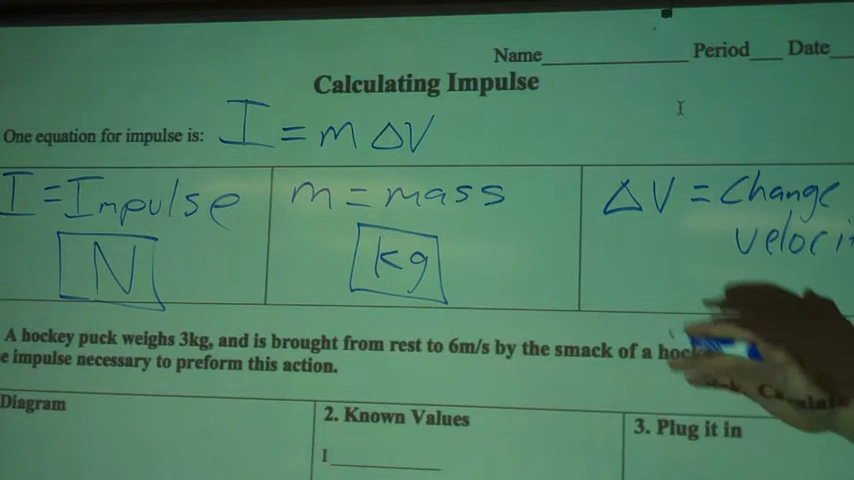 Name Period Date
Calculating Impulse
One equation for impulse is: I = m ΔV
I = Impulse
N
m = mass
kg
ΔV = Change
A hockey puck weighs 3kg, and is brought from rest to 6m/s by the smack of a
impulse necessary to preform this action.
Diagram
2. Known Values
I
3. Plug it in